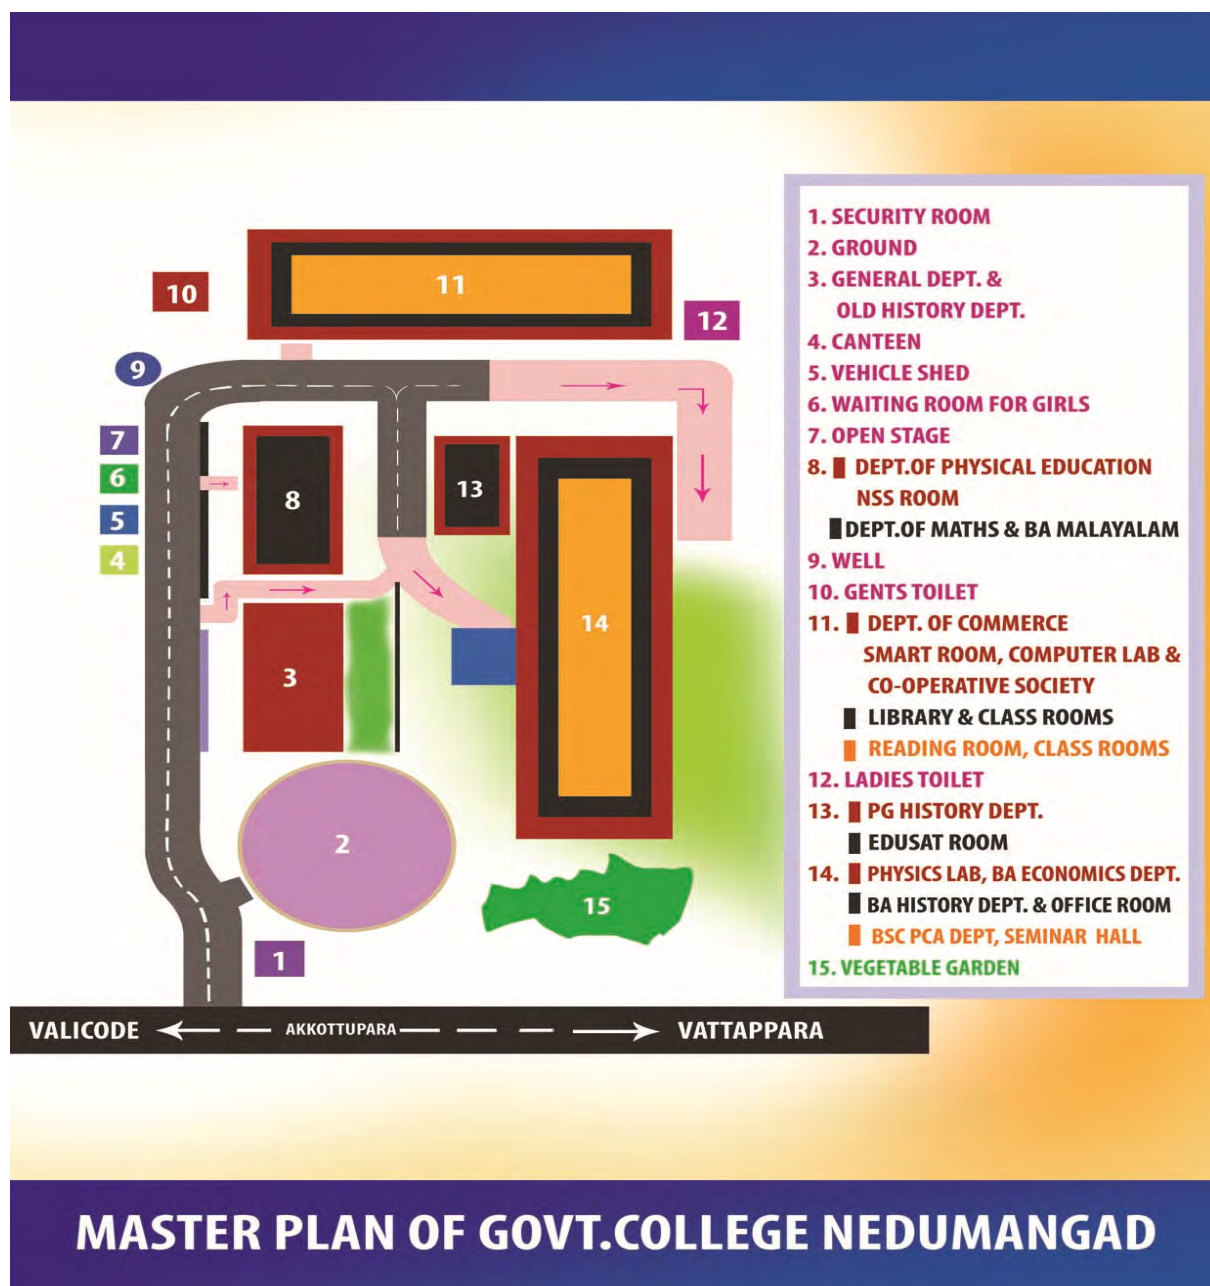 10
11
12
9
7
6
5
4
8
13
14
3
2
15
1
1. SECURITY ROOM
2. GROUND
3. GENERAL DEPT. &
OLD HISTORY DEPT.
4. CANTEEN
5. VEHICLE SHED
6. WAITING ROOM FOR GIRLS
7. OPEN STAGE
8. DEPT.OF PHYSICAL EDUCATION
NSS ROOM
DEPT.OF MATHS & BA MALAYALAM
9. WELL
10. GENTS TOILET
11. DEPT. OF COMMERCE
SMART ROOM, COMPUTER LAB &
CO-OPERATIVE SOCIETY
LIBRARY & CLASS ROOMS
READING ROOM, CLASS ROOMS
12. LADIES TOILET
13. PG HISTORY DEPT.
EDUSAT ROOM
14. PHYSICS LAB, BA ECONOMICS DEPT.
BA HISTORY DEPT. & OFFICE ROOM
BSC PCA DEPT, SEMINAR HALL
15. VEGETABLE GARDEN
VALICODE AKKOTTUPARA VATTAPPARA
MASTER PLAN OF GOVT.COLLEGE NEDUMANGAD